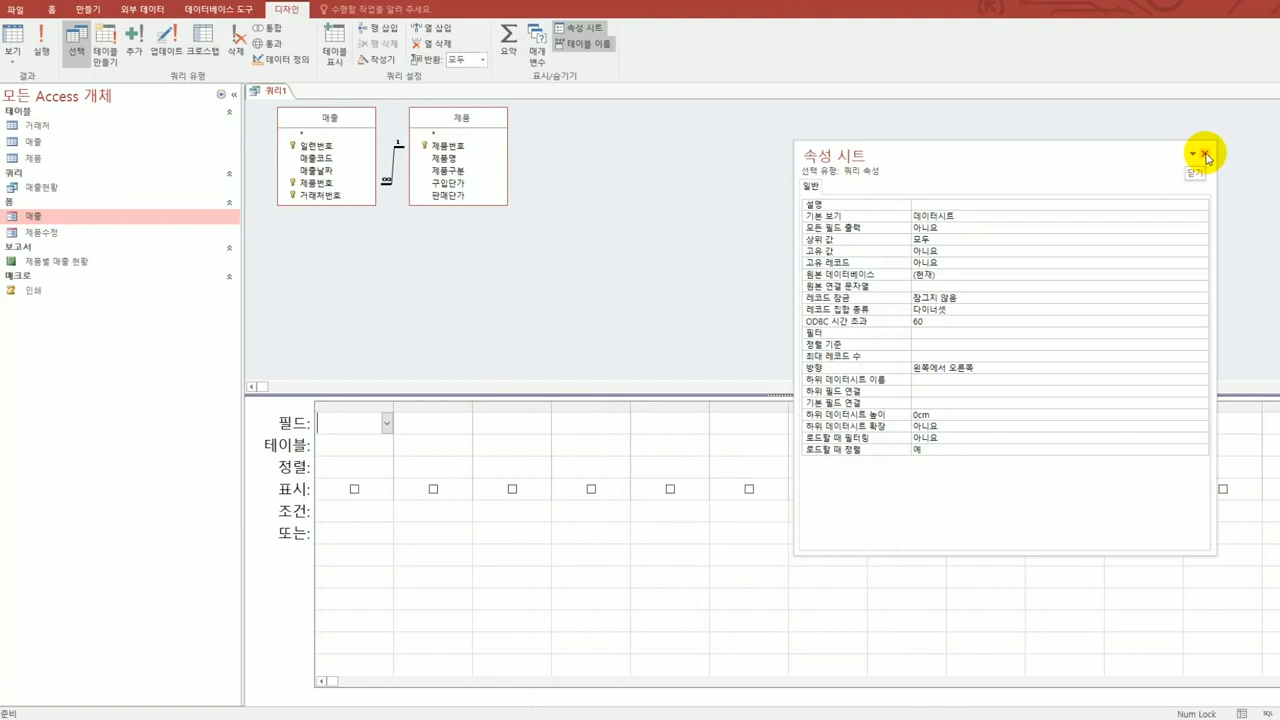 파일 홈 만들기 외부 데이터 데이터베이스 도구 디자인 수행할 작업을 알려 주세요.
보기 실행 선택 테이블 만들기 추가 업데이트 크로스탭 삭제
통합
통과
데이터 정의
테이블 표시
행 삽입
행 삭제
작성기
열 삽입
열 삭제
반환: 모두
요약 매개 변수
속성 시트
테이블 이름
결과 쿼리 유형 쿼리 설정 표시/숨기기
모든 Access 개체
테이블
거래처
매출
제품
쿼리
매출현황
폼
매출
제품수정
보고서
제품별 매출 현황
매크로
인쇄
쿼리1
매출
*
일련번호
매출코드
매출날짜
제품번호
거래처번호
1
∞
제품
*
제품번호
제품명
제품구분
구입단가
판매단가
속성 시트
닫기
선택 유형: 쿼리 속성
일반
설명
기본 보기 데이터시트
모든 필드 출력 아니요
상위 값 모두
고유 값 아니요
고유 레코드 아니요
원본 데이터베이스 (현재)
원본 연결 문자열
레코드 잠금 잠그지 않음
레코드 집합 종류 다이너셋
ODBC 시간 초과 60
필터
정렬 기준
최대 레코드 수
방향 왼쪽에서 오른쪽
하위 데이터시트 이름
하위 필드 연결
기본 필드 연결
하위 데이터시트 높이 0cm
하위 데이터시트 확장 아니요
로드할 때 필터링 아니요
로드할 때 정렬 예
필드:
테이블:
정렬:
표시:
조건:
또는:
준비 Num Lock SQL